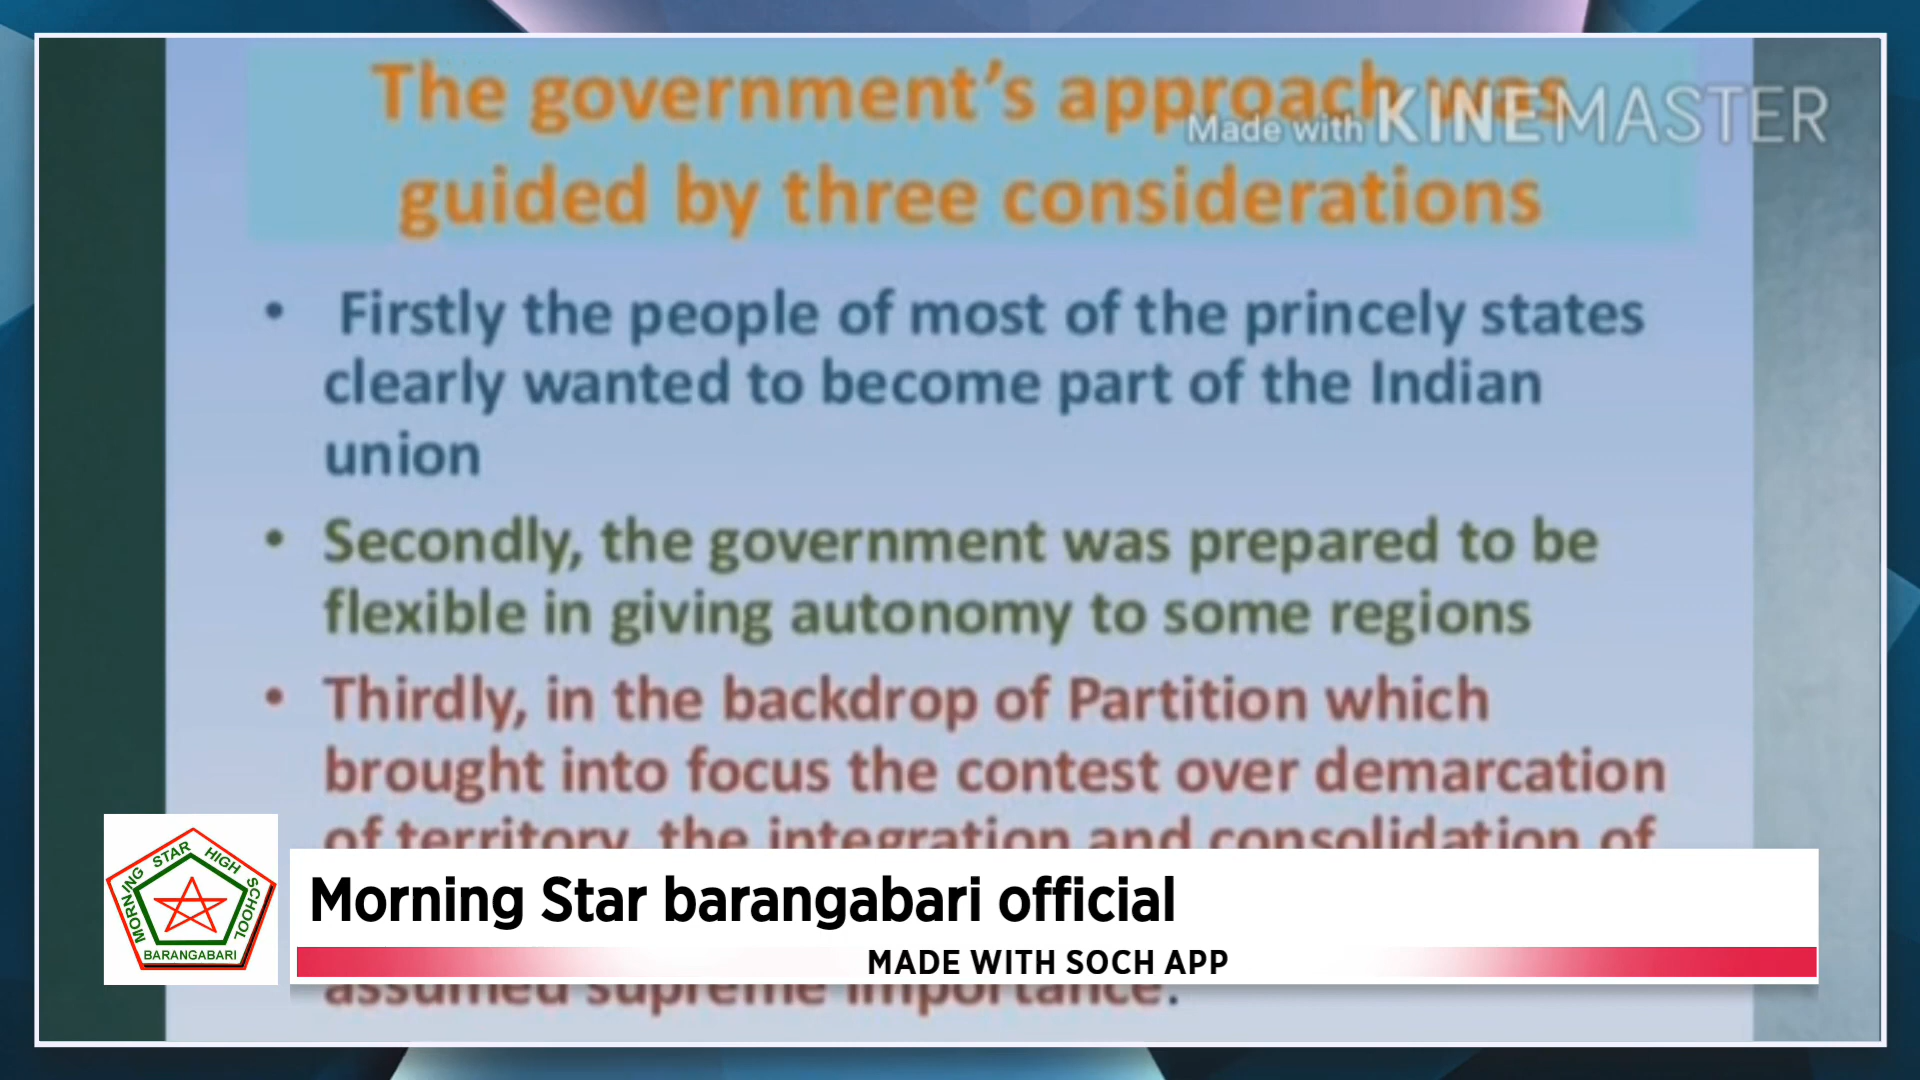 The government's approach was
guided by three considerations
Made with KINEMASTER
• Firstly the people of most of the princely states
clearly wanted to become part of the Indian
union
• Secondly, the government was prepared to be
flexible in giving autonomy to some regions
• Thirdly, in the backdrop of Partition which
brought into focus the contest over demarcation
of territory, the integration and consolidation of
assumed supreme importance.
MORNING STAR HIGH SCHOOL
BARANGABARI
Morning Star barangabari official
MADE WITH SOCH APP